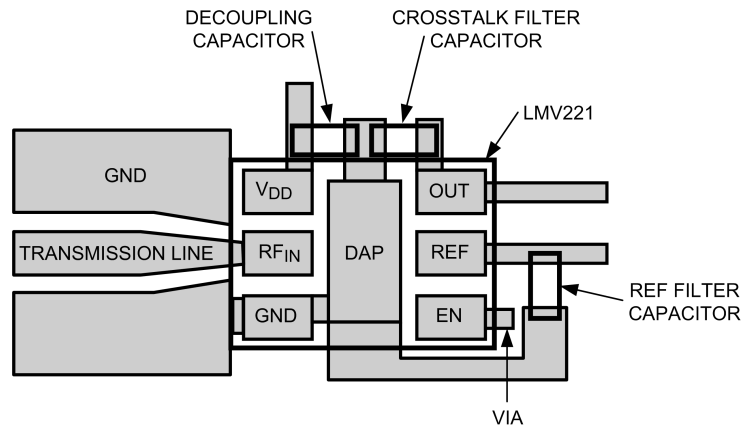 DECOUPLING
CAPACITOR
CROSSTALK FILTER
CAPACITOR
LMV221
GND
VDD
OUT
TRANSMISSION LINE
RFIN
DAP
REF
GND
EN
REF FILTER
CAPACITOR
VIA